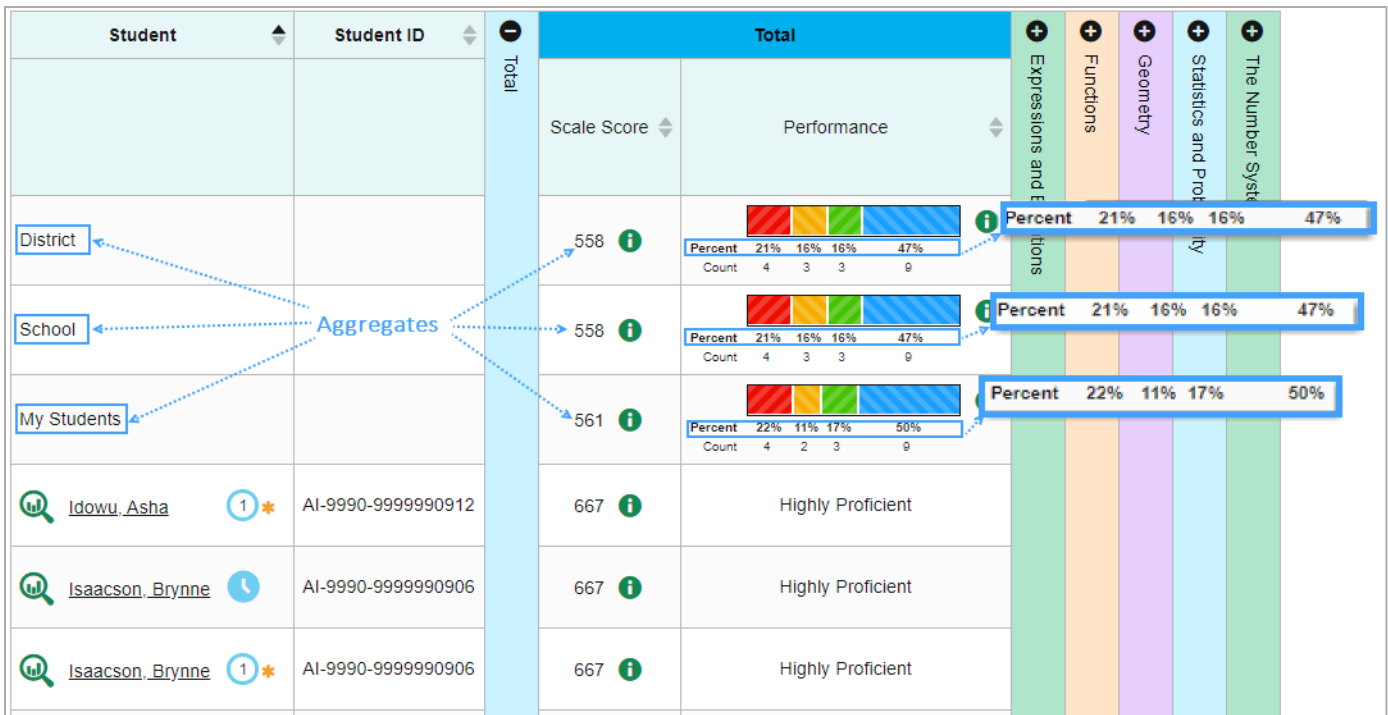 Student
Student ID
Total
Total
Expressions and E
tions
Functions
Geometry
Statistics and Prob
ity
The Number Syste
Scale Score
Performance
District
558
Percent 21% 16% 16% 47%
Count 4 3 3 9
Percent 21% 16% 16% 47%
School
Aggregates
558
Percent 21% 16% 16% 47%
Count 4 3 3 9
Percent 21% 16% 16% 47%
My Students
561
Percent 22% 11% 17% 50%
Count 4 2 3 9
Percent 22% 11% 17% 50%
Idowu, Asha 1 AI-9990-9999990912 667 Highly Proficient
Isaacson, Brynne AI-9990-9999990906 667 Highly Proficient
Isaacson, Brynne 1 AI-9990-9999990906 667 Highly Proficient